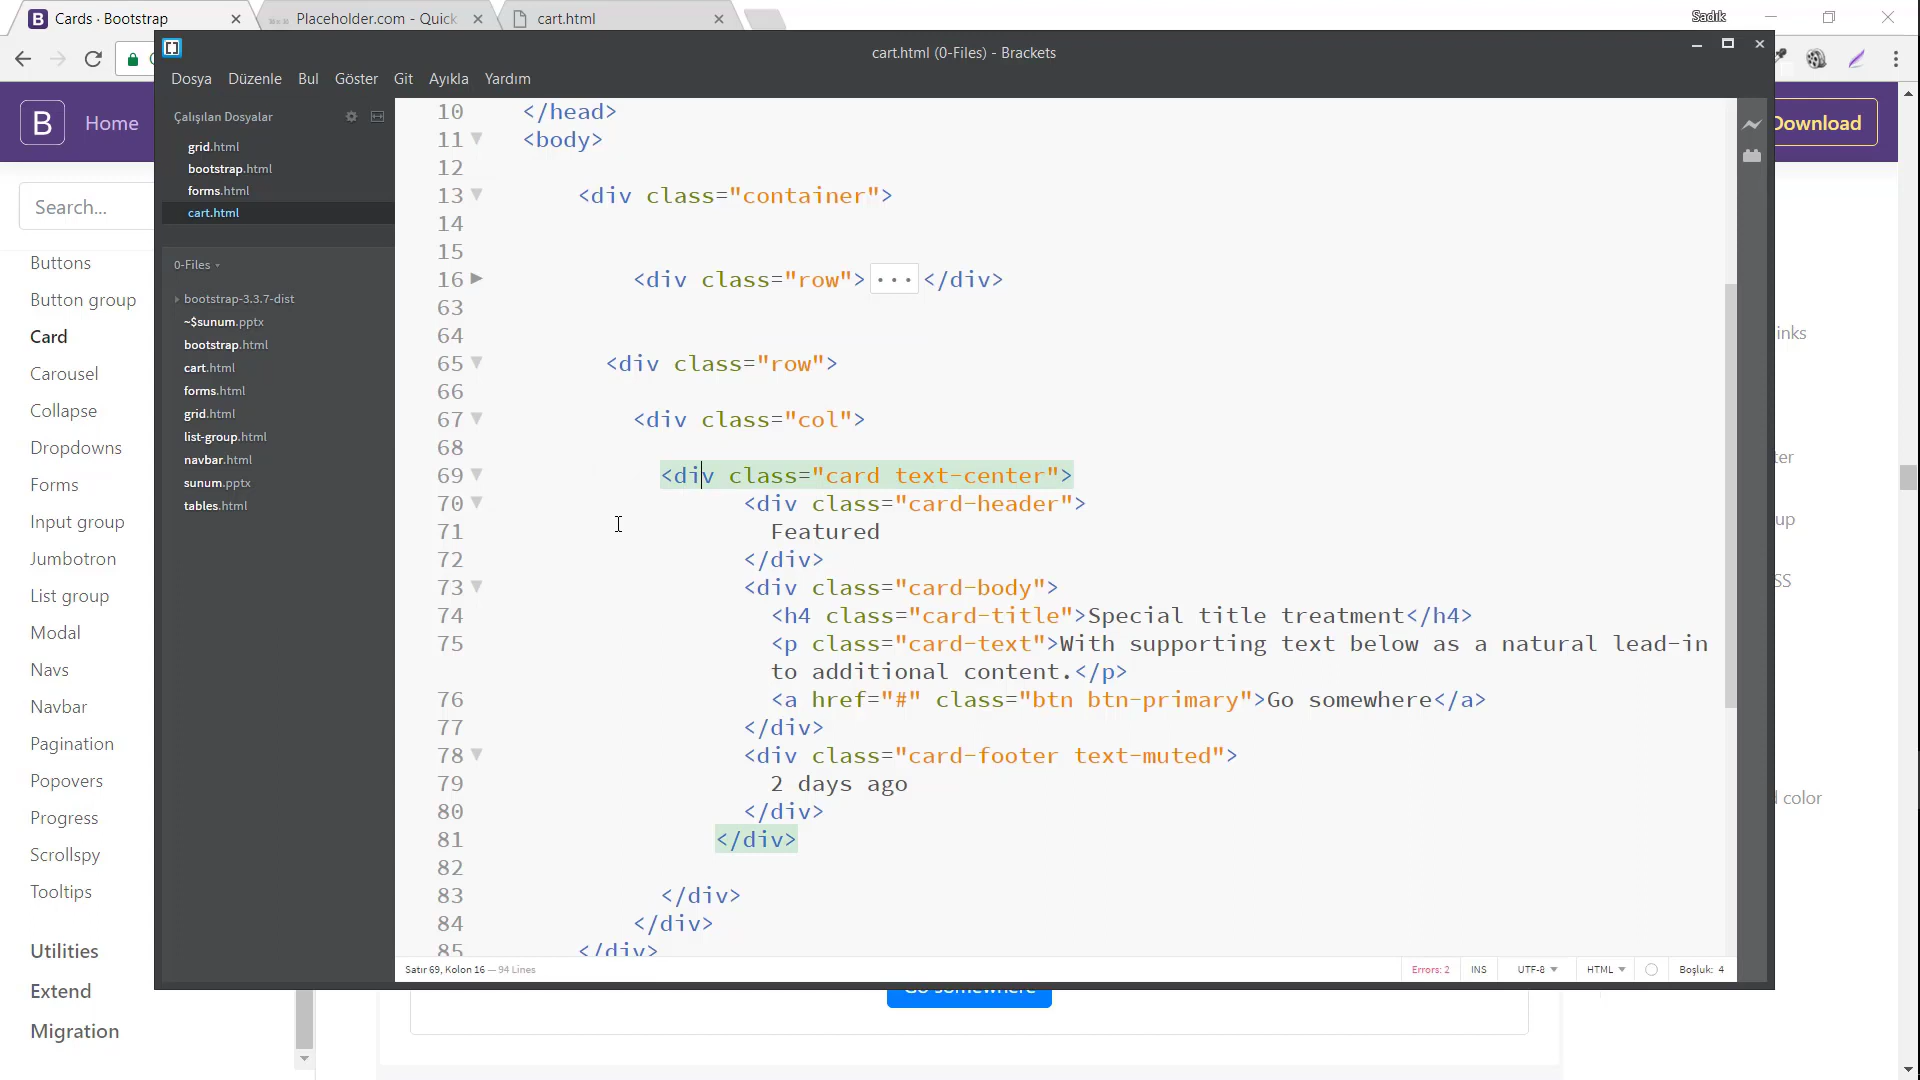 Cards · Bootstrap
Placeholder.com - Quick
cart.html
Sadık
cart.html (0-Files) - Brackets
Dosya Düzenle Bul Göster Git Ayıkla Yardım
B Home
Download
Search...
Buttons
Button group
Card
Carousel
Collapse
Dropdowns
Forms
Input group
Jumbotron
List group
Modal
Navs
Navbar
Pagination
Popovers
Progress
Scrollspy
Tooltips
Utilities
Extend
Migration
Çalışılan Dosyalar
grid.html
bootstrap.html
forms.html
cart.html
0-Files
bootstrap-3.3.7-dist
~$sunum.pptx
bootstrap.html
cart.html
forms.html
grid.html
list-group.html
navbar.html
sunum.pptx
tables.html
10 </head>
11 <body>
12
13 <div class="container">
14
15
16 <div class="row">...</div>
63
64
65 <div class="row">
66
67 <div class="col">
68
69 <div class="card text-center">
70 <div class="card-header">
71 Featured
72 </div>
73 <div class="card-body">
74 <h4 class="card-title">Special title treatment</h4>
75 <p class="card-text">With supporting text below as a natural lead-in
to additional content.</p>
76 <a href="#" class="btn btn-primary">Go somewhere</a>
77 </div>
78 <div class="card-footer text-muted">
79 2 days ago
80 </div>
81 </div>
82
83 </div>
84 </div>
85 </div>
Satır 69, Kolon 16 — 94 Lines
Errors: 2 INS UTF-8 HTML Boşluk: 4
inks
ter
up
SS
d color
Go somewhere